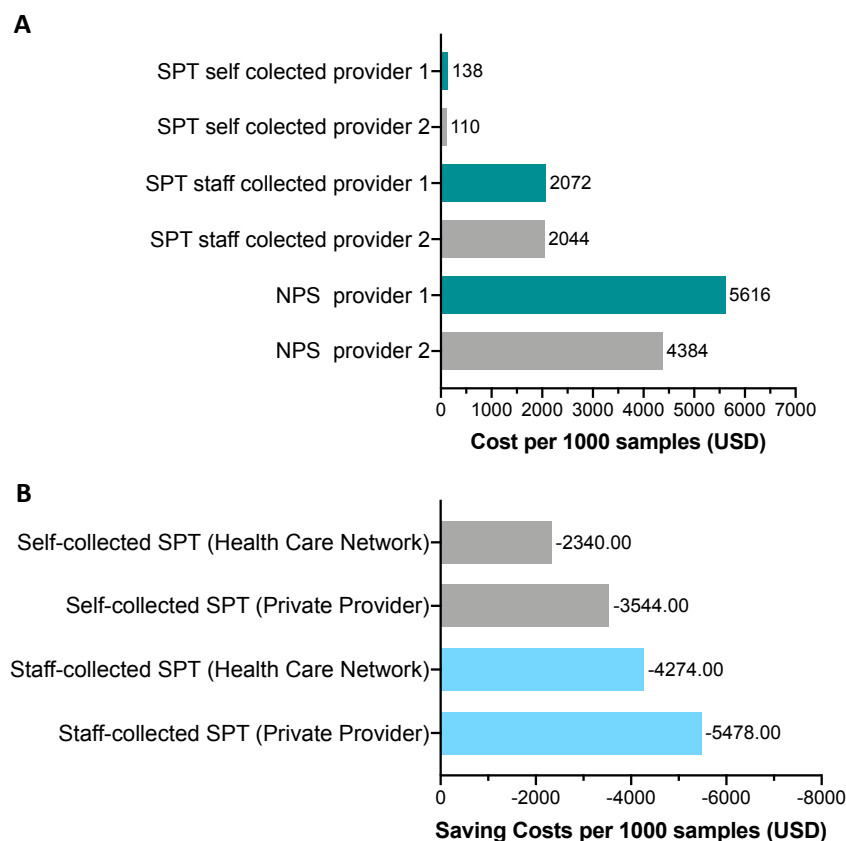 A
SPT self colected provider 1
138
SPT self colected provider 2
110
SPT staff collected provider 1
2072
SPT staff colected provider 2
2044
NPS  provider 1
5616
NPS  provider 2
4384
0 1000 2000 3000 4000 5000 6000 7000
Cost per 1000 samples (USD)
B
Self-collected SPT (Health Care Network)
-2340.00
Self-collected SPT (Private Provider)
-3544.00
Staff-collected SPT (Health Care Network)
-4274.00
Staff-collected SPT (Private Provider)
-5478.00
0 -2000 -4000 -6000 -8000
Saving Costs per 1000 samples (USD)